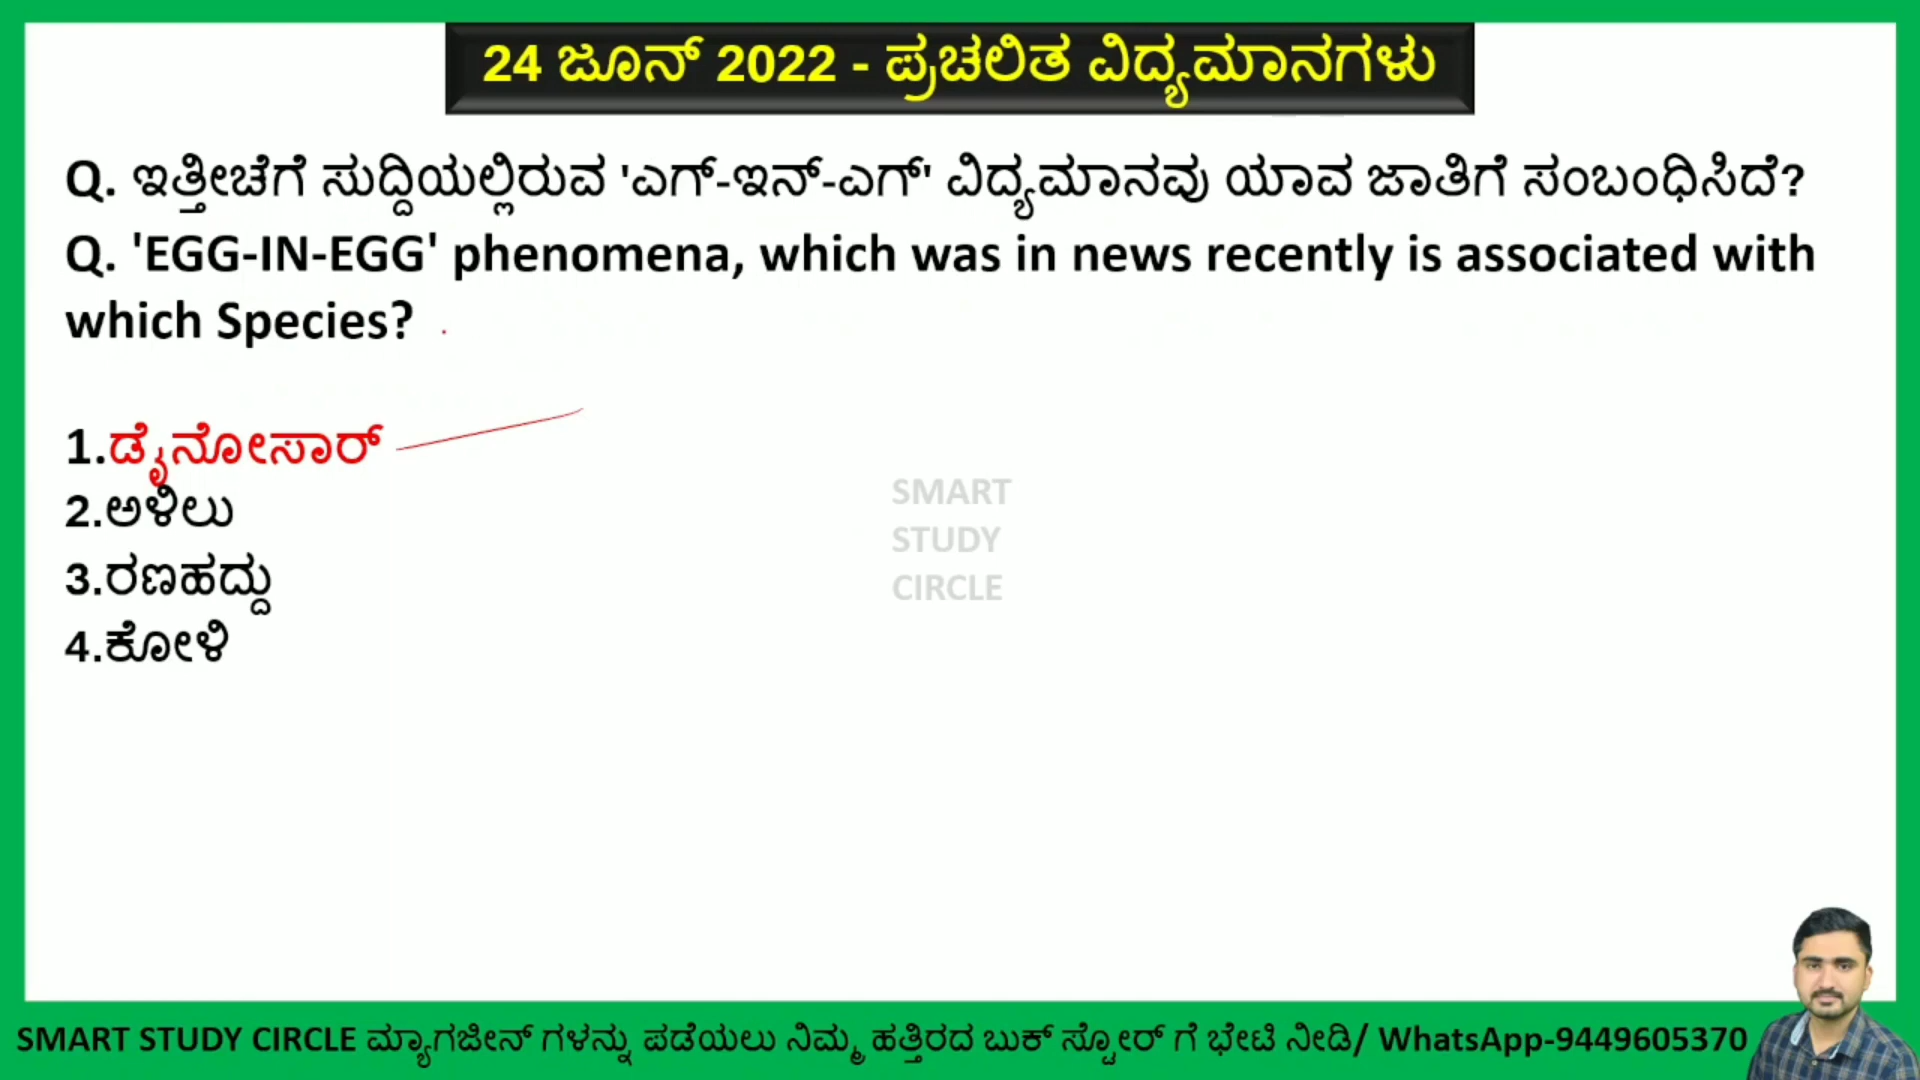 24 ಜೂನ್ 2022 - ಪ್ರಚಲಿತ ವಿದ್ಯಮಾನಗಳು
Q. ಇತ್ತೀಚೆಗೆ ಸುದ್ದಿಯಲ್ಲಿರುವ 'ಎಗ್-ಇನ್-ಎಗ್' ವಿದ್ಯಮಾನವು ಯಾವ ಜಾತಿಗೆ ಸಂಬಂಧಿಸಿದೆ?
Q. 'EGG-IN-EGG' phenomena, which was in news recently is associated with
which Species?
1.ಡೈನೋಸಾರ್
2.ಅಳಿಲು
3.ರಣಹದ್ದು
4.ಕೋಳಿ
SMART
STUDY
CIRCLE
SMART STUDY CIRCLE ಮ್ಯಾಗಜೀನ್ ಗಳನ್ನು ಪಡೆಯಲು ನಿಮ್ಮ ಹತ್ತಿರದ ಬುಕ್ ಸ್ಟೋರ್ ಗೆ ಭೇಟಿ ನೀಡಿ/ WhatsApp-9449605370